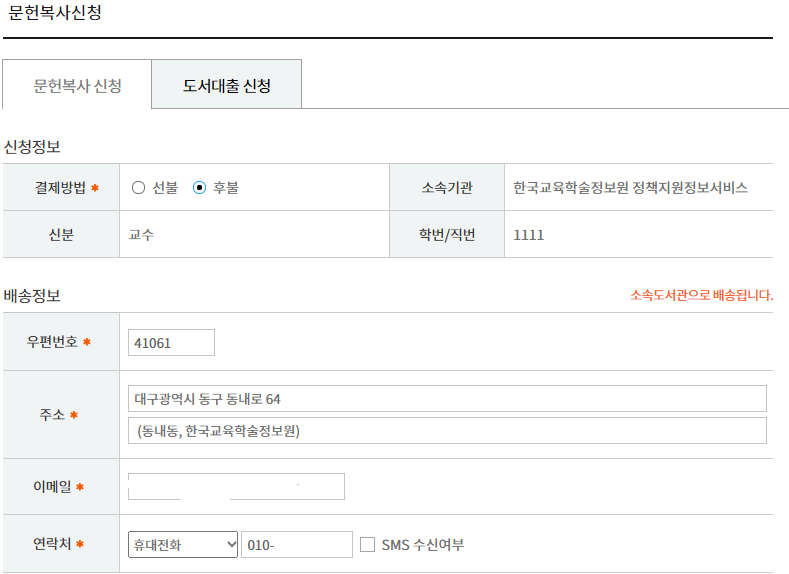 문헌복사신청
문헌복사 신청 도서대출 신청
신청정보
결제방법 * 선불 후불 소속기관 한국교육학술정보원 정책지원정보서비스
신분 교수 학번/직번 1111
배송정보 소속도서관으로 배송됩니다.
우편번호 * 41061
주소 * 대구광역시 동구 동내로 64
(동내동, 한국교육학술정보원)
이메일 *
연락처 * 휴대전화 010- SMS 수신여부